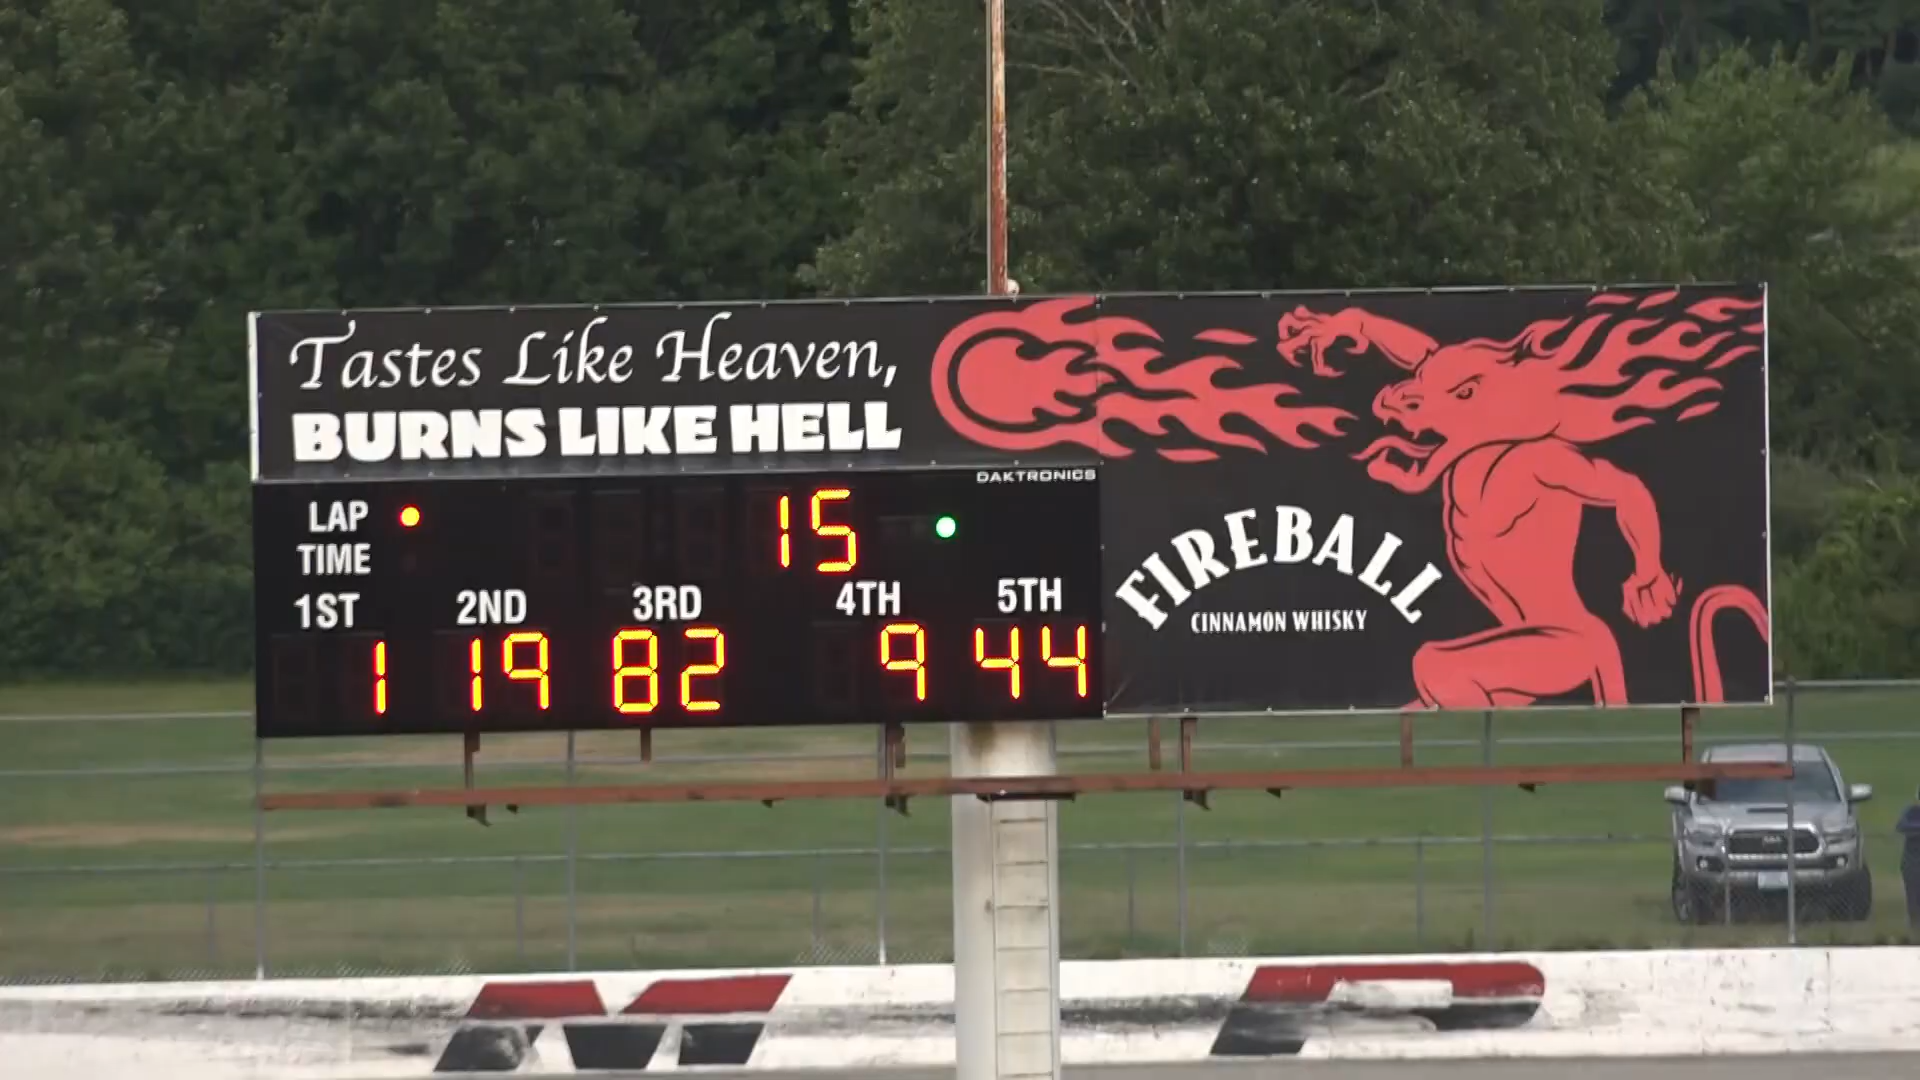 Tastes Like Heaven,
BURNS LIKE HELL
DAKTRONICS
LAP 15
TIME
1ST 2ND 3RD 4TH 5TH
1 19 82 9 44
FIREBALL
CINNAMON WHISKY